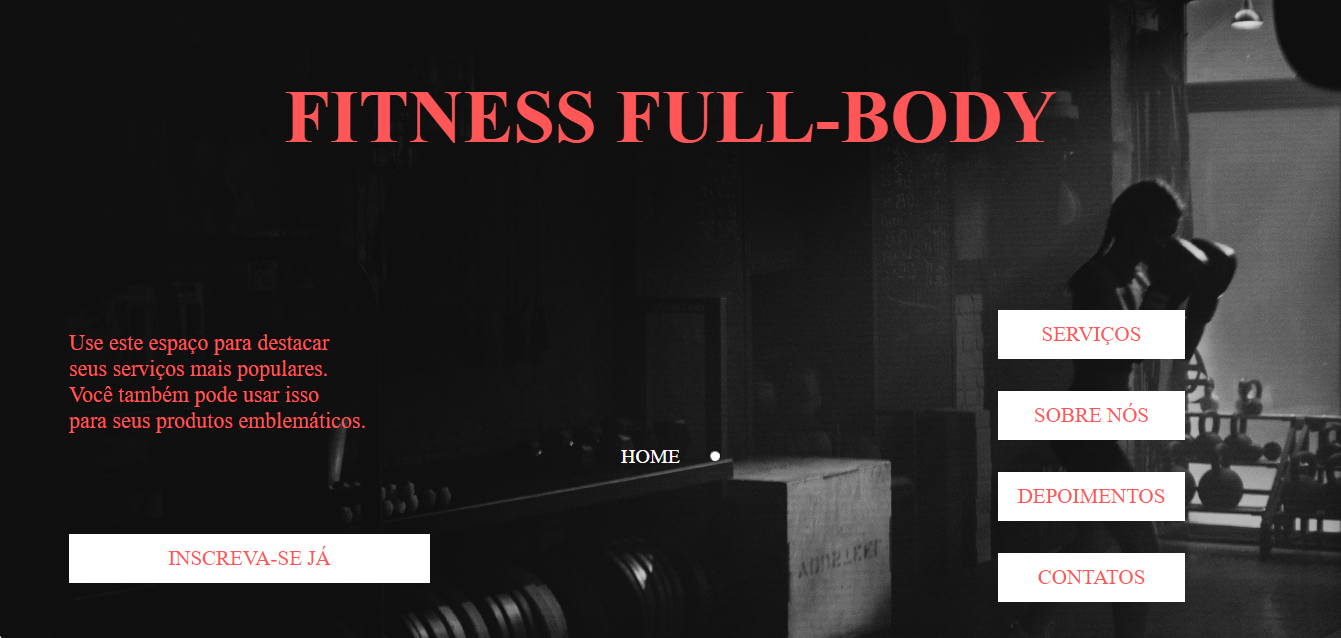 FITNESS FULL-BODY
Use este espaço para destacar
seus serviços mais populares.
Você também pode usar isso
para seus produtos emblemáticos.
INSCREVA-SE JÁ
HOME
SERVIÇOS
SOBRE NÓS
DEPOIMENTOS
CONTATOS